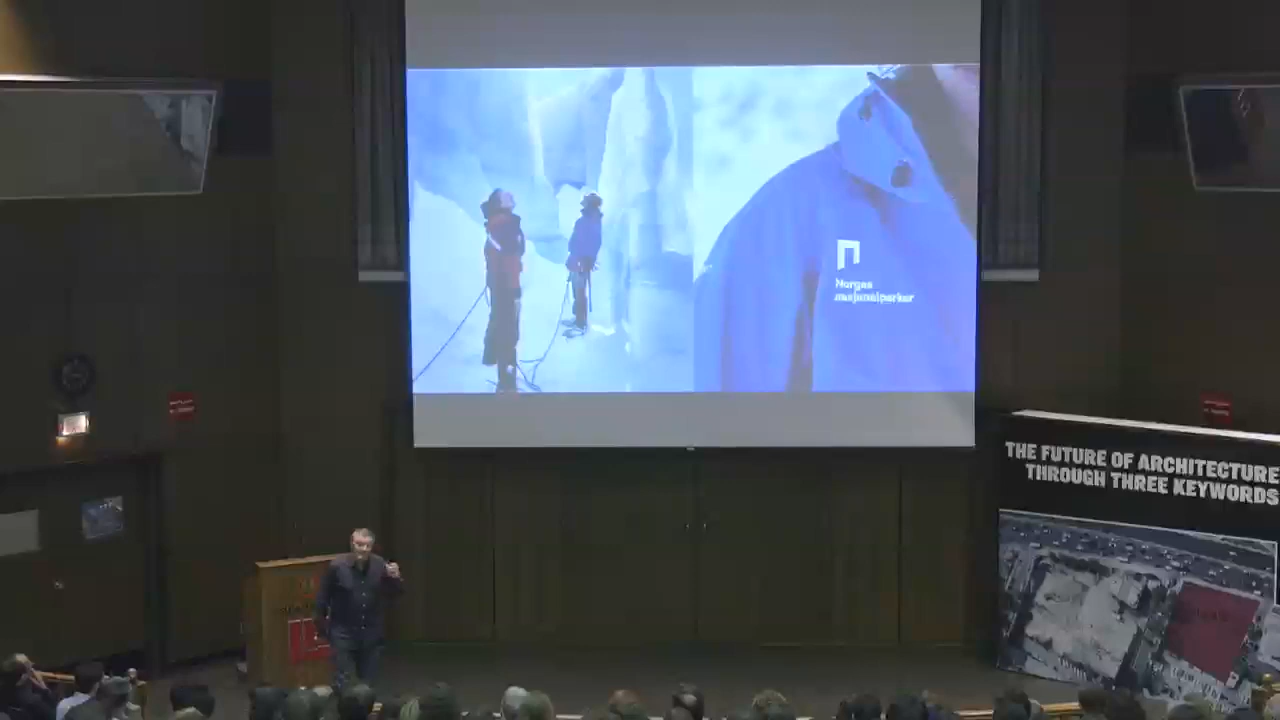 Norges
nasjonalparker
THE FUTURE OF ARCHITECTURE
THROUGH THREE KEYWORDS